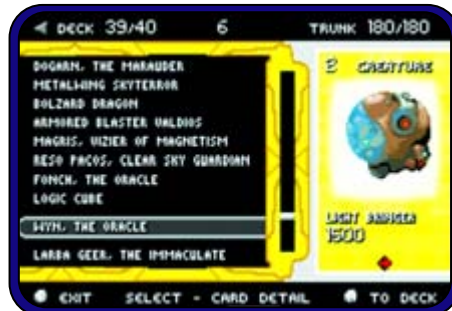 DECK 39/40 6 TRUNK 180/180
DOGARN, THE MARAUDER
METALWING SKYTERROR
BOLZARD DRAGON
ARMORED BLASTER VALDIOS
MAGRIS, VIZIER OF MAGNETISM
RESO PACOS, CLEAR SKY GUARDIAN
FONCH, THE ORACLE
LOGIC CUBE
WYN, THE ORACLE
LARBA GEER, THE IMMACULATE
2 CREATURE
LIGHT BRINGER
1500
EXIT SELECT - CARD DETAIL TO DECK